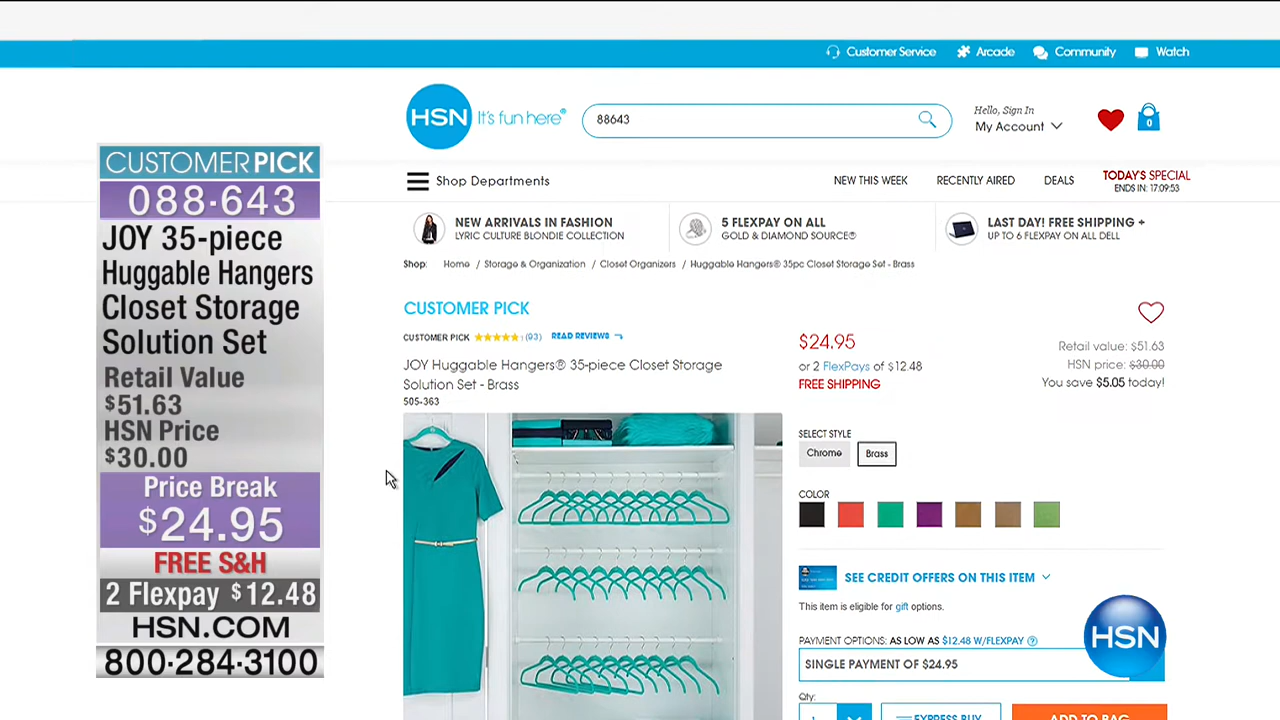 Customer Service
Arcade
Community
Watch
HSN It's fun here®
88643
Hello, Sign In
My Account
0
Shop Departments
NEW THIS WEEK
RECENTLY AIRED
DEALS
TODAY'S SPECIAL
ENDS IN: 17:09:53
NEW ARRIVALS IN FASHION
LYRIC CULTURE BLONDIE COLLECTION
5 FLEXPAY ON ALL
GOLD & DIAMOND SOURCE®
LAST DAY! FREE SHIPPING +
UP TO 6 FLEXPAY ON ALL DELL
Shop: Home / Storage & Organization / Closet Organizers / Huggable Hangers® 35pc Closet Storage Set - Brass
CUSTOMER PICK
088-643
JOY 35-piece
Huggable Hangers
Closet Storage
Solution Set
Retail Value
$51.63
HSN Price
$30.00
Price Break
$24.95
FREE S&H
2 Flexpay $12.48
HSN.COM
800-284-3100
CUSTOMER PICK
CUSTOMER PICK (93) READ REVIEWS
JOY Huggable Hangers® 35-piece Closet Storage
Solution Set - Brass
505-363
$24.95
or 2 FlexPays of $12.48
FREE SHIPPING
Retail value: $51.63
HSN price: $30.00
You save $5.05 today!
SELECT STYLE
Chrome
Brass
COLOR
SEE CREDIT OFFERS ON THIS ITEM
This item is eligible for gift options.
PAYMENT OPTIONS: AS LOW AS $12.48 W/FLEXPAY
SINGLE PAYMENT OF $24.95
HSN
Qty:
1
EXPRESS BUY
ADD TO BAG